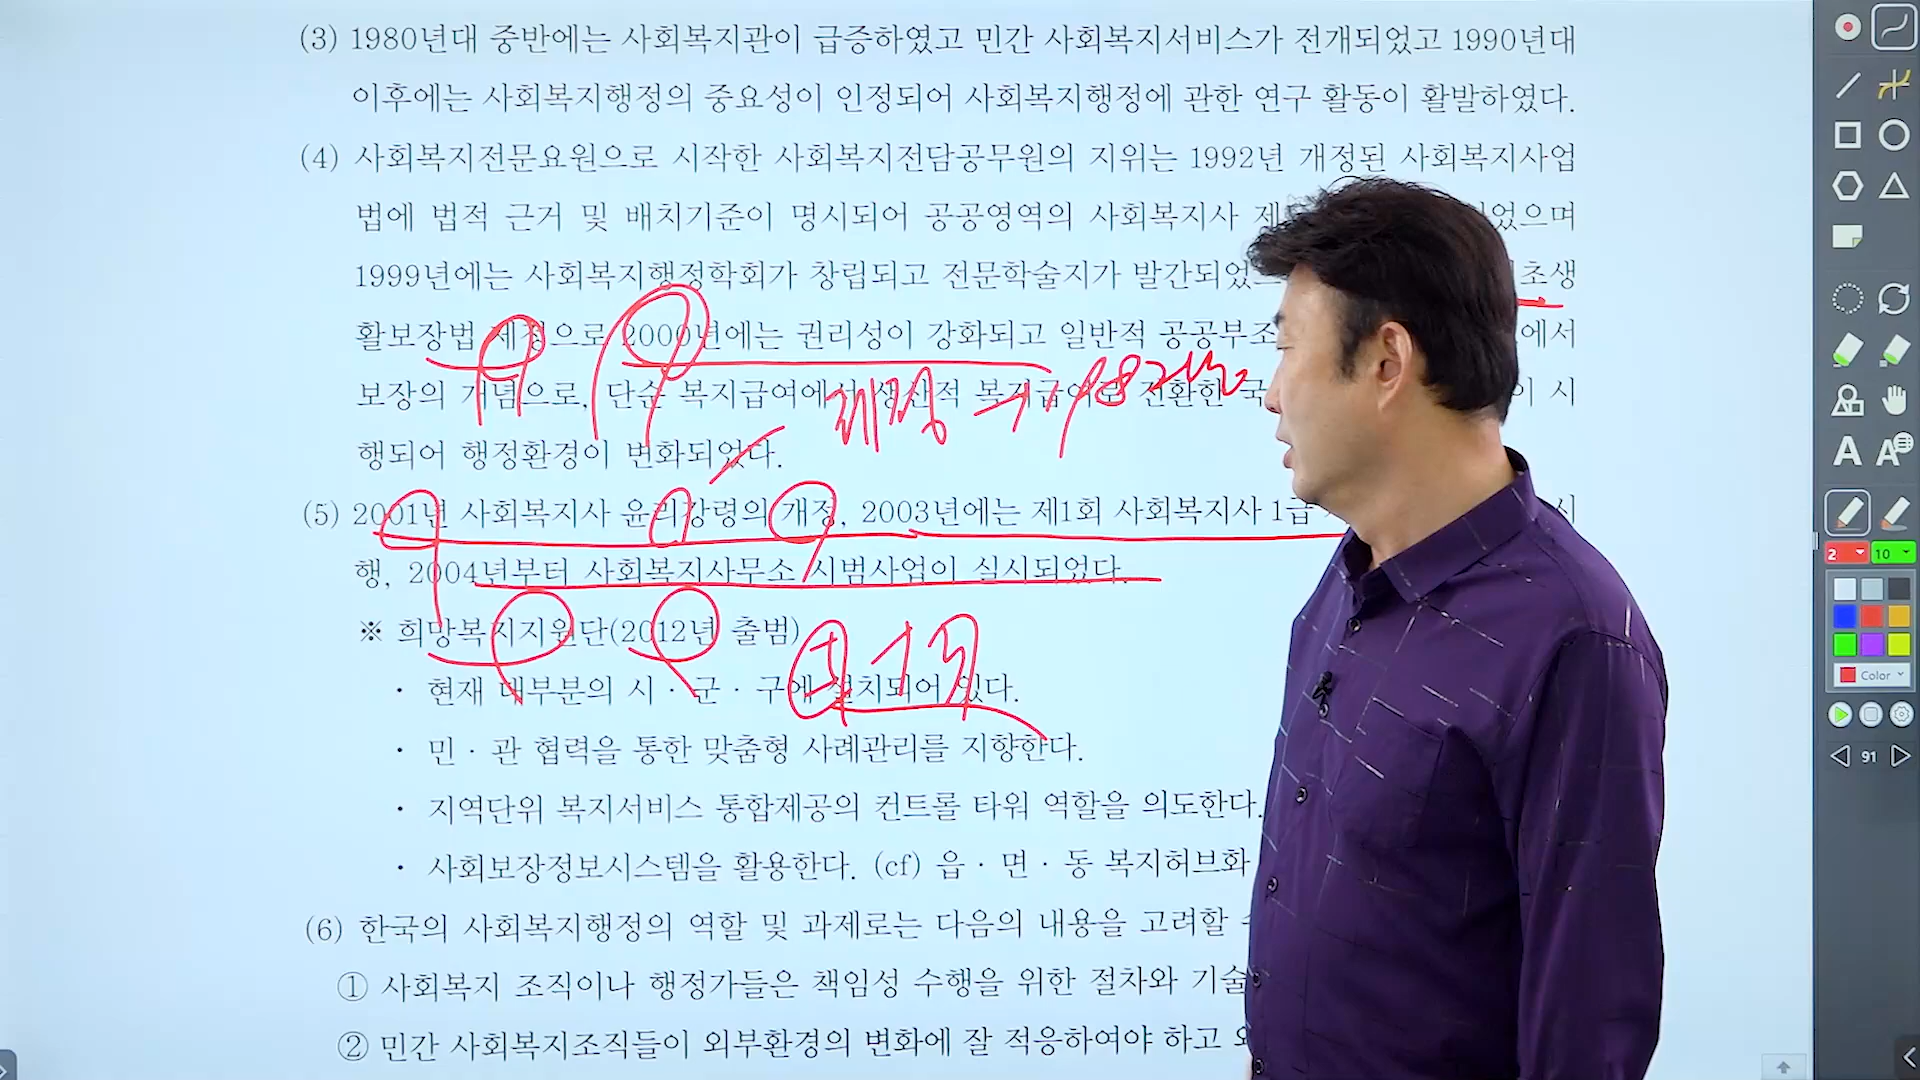 (3) 1980년대 중반에는 사회복지관이 급증하였고 민간 사회복지서비스가 전개되었고 1990년대
이후에는 사회복지행정의 중요성이 인정되어 사회복지행정에 관한 연구 활동이 활발하였다.
(4) 사회복지전문요원으로 시작한 사회복지전담공무원의 지위는 1992년 개정된 사회복지사업
법에 법적 근거 및 배치기준이 명시되어 공공영역의 사회복지사 었으며
1999년에는 사회복지행정학회가 창립되고 전문학술지가 발간되었 초생
활보장법 제정으로 2000년에는 권리성이 강화되고 일반적 공공부조 에서
보장의 개념으로, 단순 복지급여에서 생산적 복지급여로 전환한 이 시
제정 → 1982년
행되어 행정환경이 변화되었다.
(5) 2001년 사회복지사 윤리강령의 개정, 2003년에는 제1회 사회복지사 1급 시
행, 2004년부터 사회복지사무소 시범사업이 실시되었다.
※ 희망복지지원단(2012년 출범)
· 현재 대부분의 시 · 군 · 구에 설치되어 있다.
· 민 · 관 협력을 통한 맞춤형 사례관리를 지향한다.
· 지역단위 복지서비스 통합제공의 컨트롤 타워 역할을 의도한다.
· 사회보장정보시스템을 활용한다. (cf) 읍 · 면 · 동 복지허브화
(6) 한국의 사회복지행정의 역할 및 과제로는 다음의 내용을 고려할
① 사회복지 조직이나 행정가들은 책임성 수행을 위한 절차와 기술
② 민간 사회복지조직들이 외부환경의 변화에 잘 적응하여야 하고
A
A
2
10
Color
91